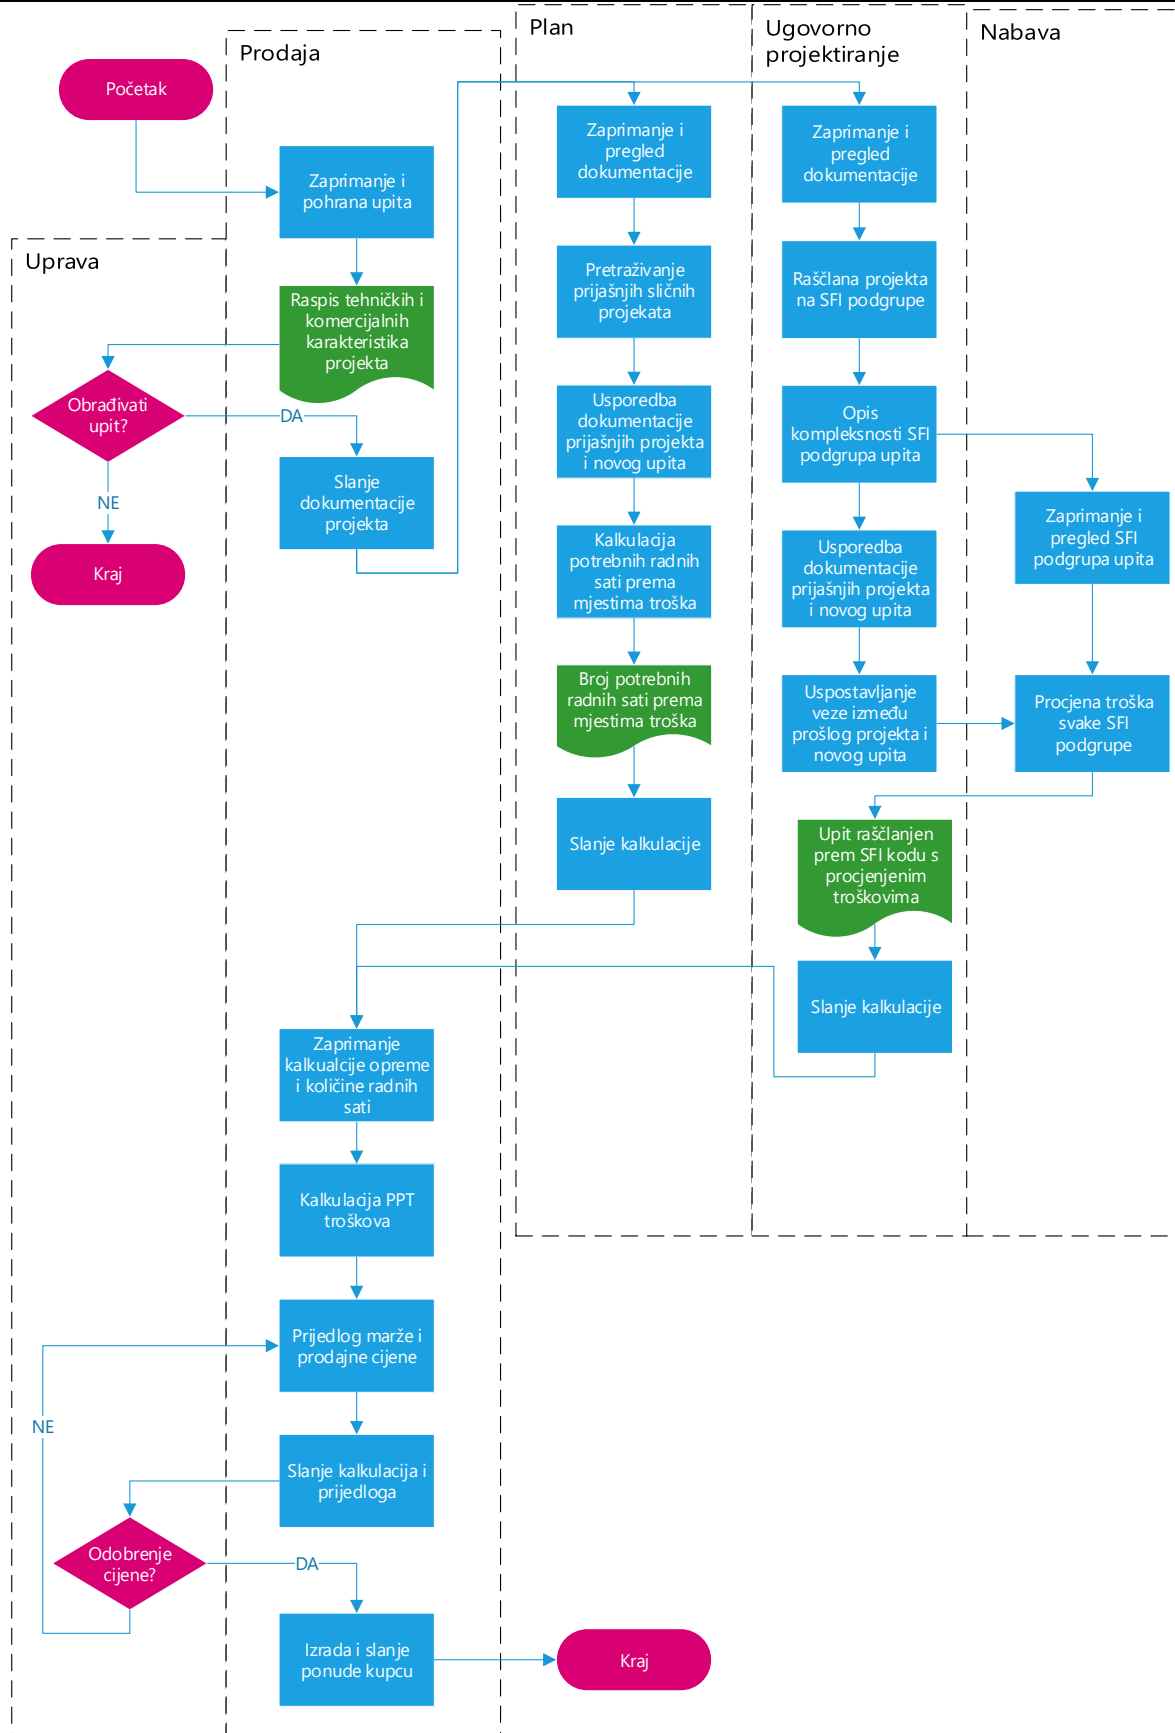 Plan
Ugovorno
projektiranje
Nabava
Prodaja
Početak
Zaprimanje i
pohrana upita
Uprava
Raspis tehničkih i
komercijalnih
karakteristika
projekta
Obrađivati
upit?
DA
NE
Kraj
Slanje
dokumentacije
projekta
Zaprimanje i
pregled
dokumentacije
Pretraživanje
prijašnjih sličnih
projekata
Usporedba
dokumentacije
prijašnjih projekta
i novog upita
Kalkulacija
potrebnih radnih
sati prema
mjestima troška
Broj potrebnih
radnih sati prema
mjestima troška
Slanje kalkulacije
Zaprimanje i
pregled
dokumentacije
Raščlana projekta
na SFI podgrupe
Opis
kompleksnosti SFI
podgrupa upita
Usporedba
dokumentacije
prijašnjih projekta
i novog upita
Uspostavljanje
veze između
prošlog projekta i
novog upita
Zaprimanje i
pregled SFI
podgrupa upita
Procjena troška
svake SFI
podgrupe
Upit raščlanjen
prem SFI kodu s
procjenjenim
troškovima
Slanje kalkulacije
Zaprimanje
kalkualcije opreme
i količine radnih
sati
Kalkulacija PPT
troškova
Prijedlog marže i
prodajne cijene
NE
Slanje kalkulacija i
prijedloga
Odobrenje
cijene?
DA
Izrada i slanje
ponude kupcu
Kraj